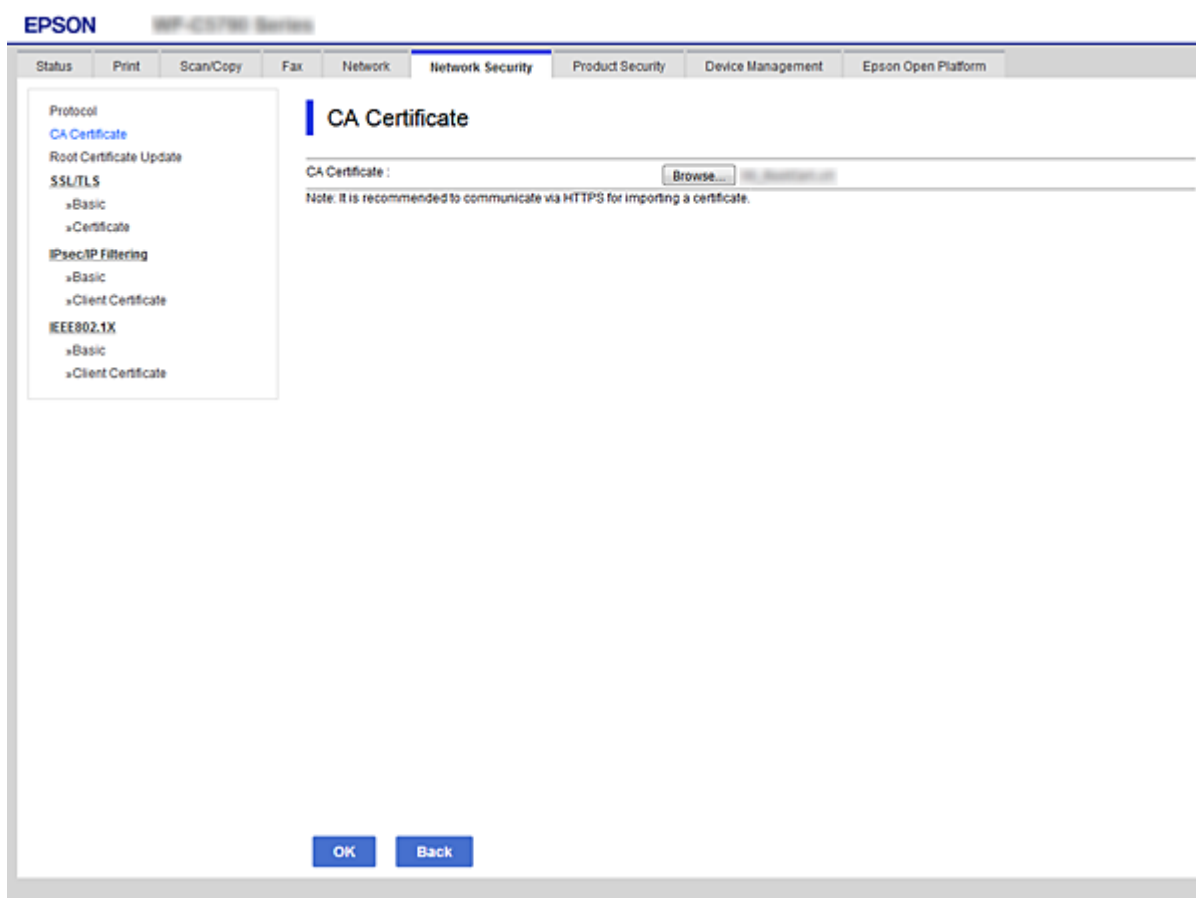 EPSON
Status Print Scan/Copy Fax Network Network Security Product Security Device Management Epson Open Platform
Protocol
CA Certificate
Root Certificate Update
SSL/TLS
»Basic
»Certificate
IPsec/IP Filtering
»Basic
»Client Certificate
IEEE802.1X
»Basic
»Client Certificate
CA Certificate
CA Certificate :
Browse...
Note: It is recommended to communicate via HTTPS for importing a certificate.
OK Back